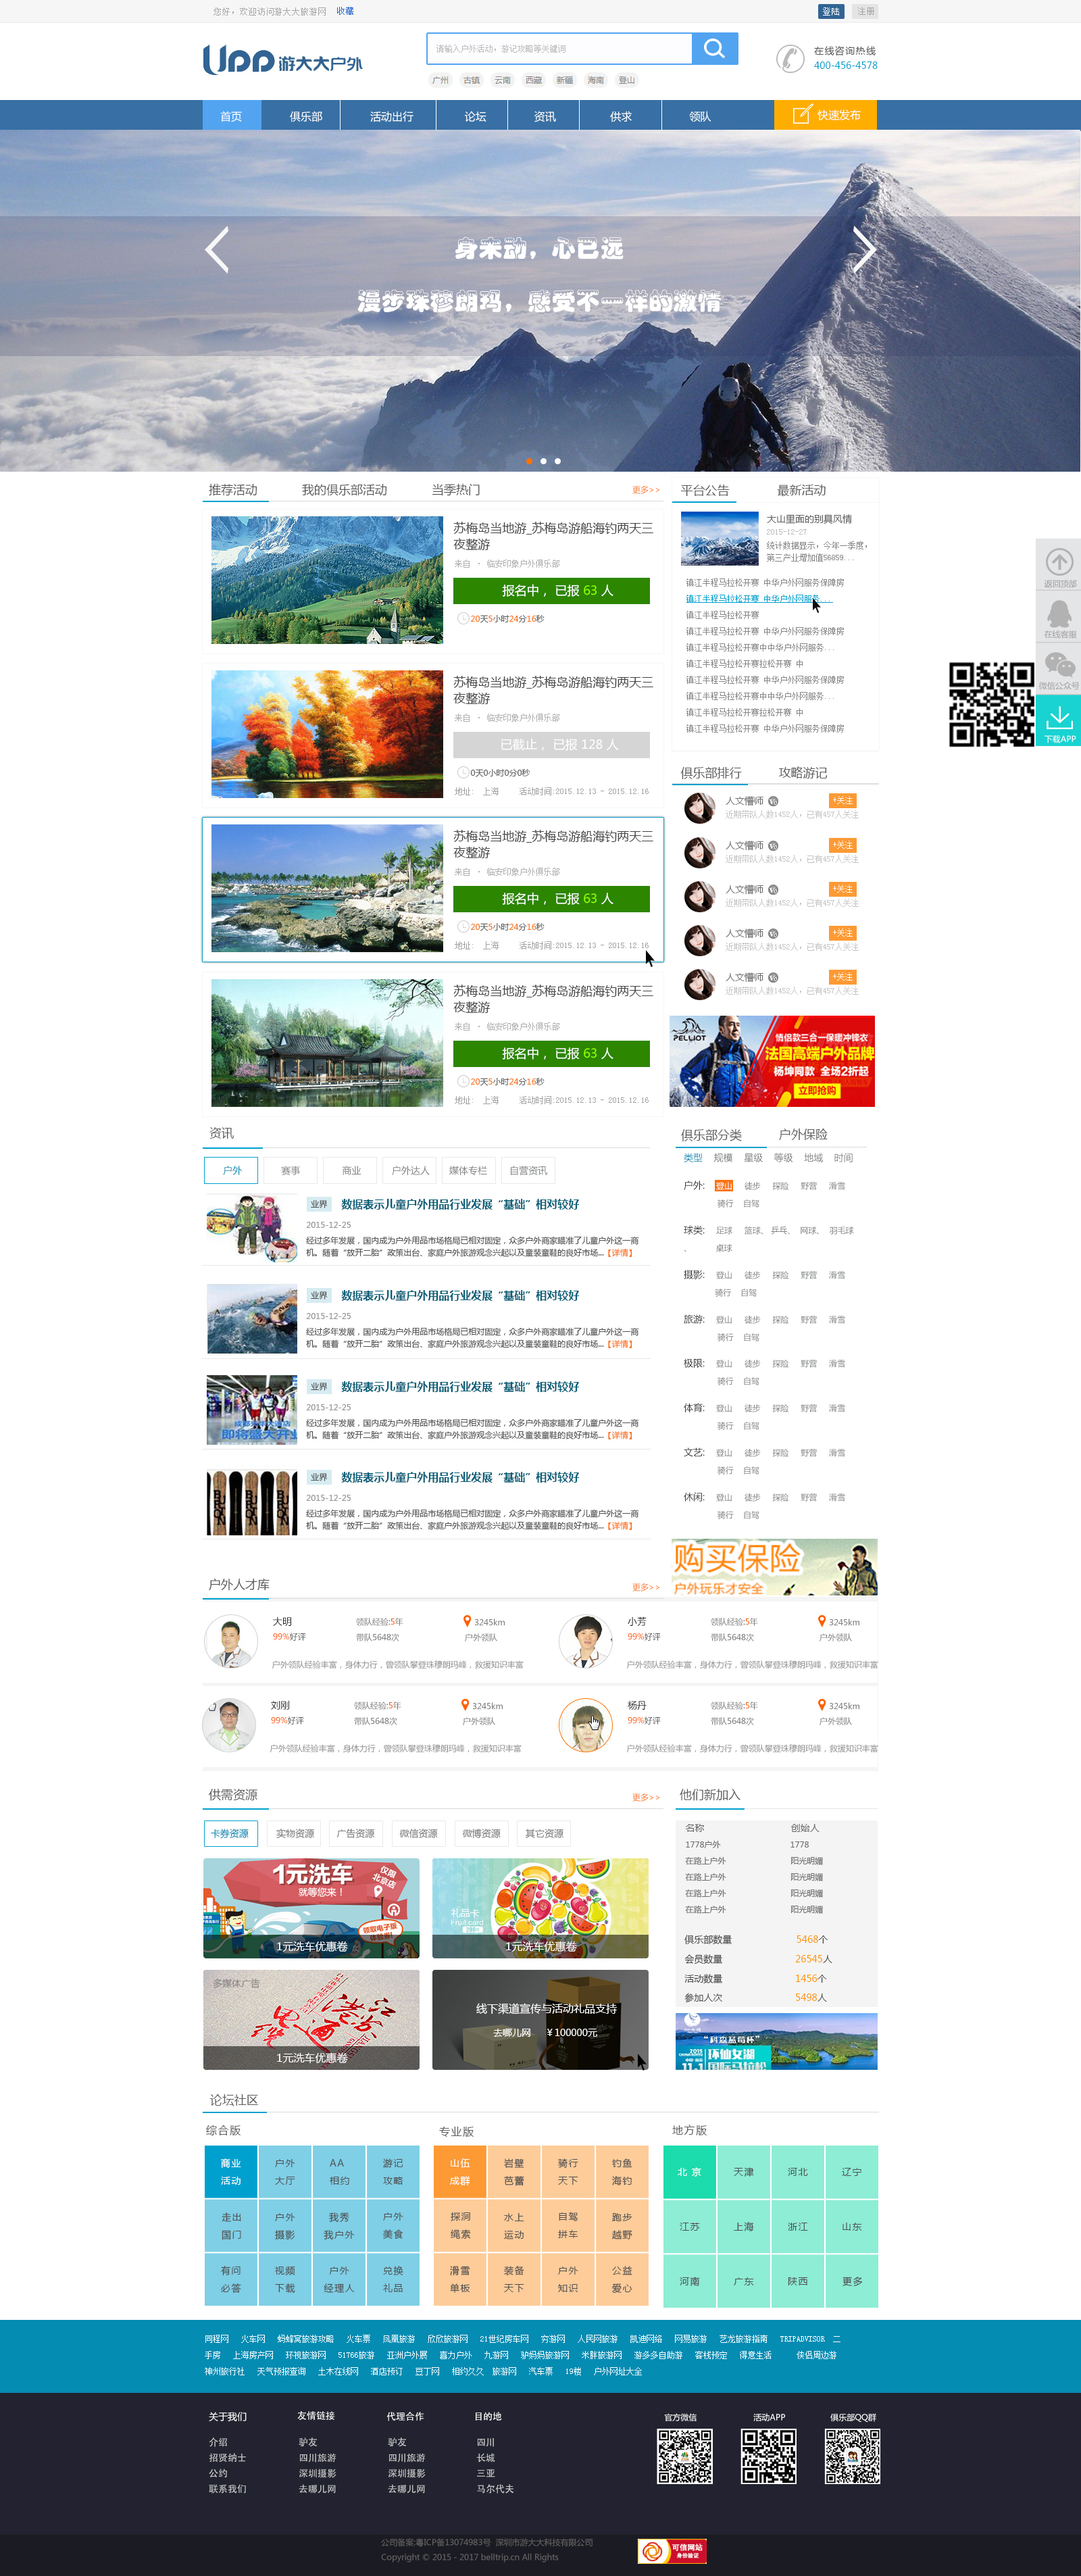 您好，欢迎访问游大大旅游网 收藏
登陆 注册
游大大户外
请输入户外活动，游记攻略等关键词
广州 古镇 云南 西藏 新疆 海南 登山
在线咨询热线
400-456-4578
首页 俱乐部 活动出行 论坛 资讯 供求 领队 快速发布
身未动，心已远
漫步珠穆朗玛，感受不一样的激情
推荐活动 我的俱乐部活动 当季热门 更多>>
苏梅岛当地游_苏梅岛游船海钓两天三
夜整游
来自 · 临安印象户外俱乐部
报名中，已报 63 人
20天5小时24分16秒
苏梅岛当地游_苏梅岛游船海钓两天三
夜整游
来自 · 临安印象户外俱乐部
已截止，已报 128 人
0天0小时0分0秒
地址： 上海 活动时间:2015.12.13 - 2015.12.16
苏梅岛当地游_苏梅岛游船海钓两天三
夜整游
来自 · 临安印象户外俱乐部
报名中，已报 63 人
20天5小时24分16秒
地址： 上海 活动时间:2015.12.13 - 2015.12.16
苏梅岛当地游_苏梅岛游船海钓两天三
夜整游
来自 · 临安印象户外俱乐部
报名中，已报 63 人
20天5小时24分16秒
地址： 上海 活动时间:2015.12.13 - 2015.12.16
平台公告 最新活动
大山里面的别具风情
2015-12-27
统计数据显示，今年一季度，
第三产业增加值56859...
镇江半程马拉松开赛 中华户外网服务保障房
镇江半程马拉松开赛 中华户外网服务...
镇江半程马拉松开赛
镇江半程马拉松开赛 中华户外网服务保障房
镇江半程马拉松开赛中中华户外网服务...
镇江半程马拉松开赛拉松开赛 中
镇江半程马拉松开赛 中华户外网服务保障房
镇江半程马拉松开赛中中华户外网服务...
镇江半程马拉松开赛拉松开赛 中
镇江半程马拉松开赛 中华户外网服务保障房
返回顶部
在线客服
微信公众号
下载APP
俱乐部排行 攻略游记
人文懵师 +关注
近期带队人数1452人，已有457人关注
人文懵师 +关注
近期带队人数1452人，已有457人关注
人文懵师 +关注
近期带队人数1452人，已有457人关注
人文懵师 +关注
近期带队人数1452人，已有457人关注
人文懵师 +关注
近期带队人数1452人，已有457人关注
PELLIOT
情侣款三合一保暖冲锋衣
法国高端户外品牌
杨坤同款 全场2折起
立即抢购
资讯
户外 赛事 商业 户外达人 媒体专栏 自营资讯
业界 数据表示儿童户外用品行业发展“基础”相对较好
2015-12-25
经过多年发展，国内成为户外用品市场格局已相对固定，众多户外商家瞄准了儿童户外这一商
机。随着“放开二胎”政策出台、家庭户外旅游观念兴起以及童装童鞋的良好市场...【详情】
业界 数据表示儿童户外用品行业发展“基础”相对较好
2015-12-25
经过多年发展，国内成为户外用品市场格局已相对固定，众多户外商家瞄准了儿童户外这一商
机。随着“放开二胎”政策出台、家庭户外旅游观念兴起以及童装童鞋的良好市场...【详情】
即将盛大开业
业界 数据表示儿童户外用品行业发展“基础”相对较好
2015-12-25
经过多年发展，国内成为户外用品市场格局已相对固定，众多户外商家瞄准了儿童户外这一商
机。随着“放开二胎”政策出台、家庭户外旅游观念兴起以及童装童鞋的良好市场...【详情】
业界 数据表示儿童户外用品行业发展“基础”相对较好
2015-12-25
经过多年发展，国内成为户外用品市场格局已相对固定，众多户外商家瞄准了儿童户外这一商
机。随着“放开二胎”政策出台、家庭户外旅游观念兴起以及童装童鞋的良好市场...【详情】
俱乐部分类 户外保险
类型 规模 星级 等级 地域 时间
户外: 登山 徒步 探险 野营 滑雪
骑行 自驾
球类: 足球 篮球、 乒乓、 网球、 羽毛球
、 桌球
摄影: 登山 徒步 探险 野营 滑雪
骑行 自驾
旅游: 登山 徒步 探险 野营 滑雪
骑行 自驾
极限: 登山 徒步 探险 野营 滑雪
骑行 自驾
体育: 登山 徒步 探险 野营 滑雪
骑行 自驾
文艺: 登山 徒步 探险 野营 滑雪
骑行 自驾
休闲: 登山 徒步 探险 野营 滑雪
骑行 自驾
购买保险
户外玩乐才安全
户外人才库 更多>>
大明 领队经验:5年 3245km
99%好评 带队5648次 户外领队
户外领队经验丰富，身体力行，曾领队攀登珠穆朗玛峰，救援知识丰富
小芳 领队经验:5年 3245km
99%好评 带队5648次 户外领队
户外领队经验丰富，身体力行，曾领队攀登珠穆朗玛峰，救援知识丰富
刘刚 领队经验:5年 3245km
99%好评 带队5648次 户外领队
户外领队经验丰富，身体力行，曾领队攀登珠穆朗玛峰，救援知识丰富
杨丹 领队经验:5年 3245km
99%好评 带队5648次 户外领队
户外领队经验丰富，身体力行，曾领队攀登珠穆朗玛峰，救援知识丰富
供需资源 更多>>
卡券资源 实物资源 广告资源 微信资源 微博资源 其它资源
1元洗车
就等您来！
仅限
北京店
领取电子版
1元洗车优惠卷
礼品卡
1元洗车优惠卷
多媒体广告
1元洗车优惠卷
线下渠道宣传与活动礼品支持
去哪儿网 ￥100000元
他们新加入
名称 创始人
1778户外 1778
在路上户外 阳光明媚
在路上户外 阳光明媚
在路上户外 阳光明媚
在路上户外 阳光明媚
俱乐部数量 5468个
会员数量 26545人
活动数量 1456个
参加人次 5498人
环仙女湖
国际马拉松
论坛社区
综合版
商业活动 户外大厅 AA相约 游记攻略
走出国门 户外摄影 我秀我户外 户外美食
有问必答 视频下载 户外经理人 兑换礼品
专业版
山伍成群 岩壁芭蕾 骑行天下 钓鱼海钓
探洞绳索 水上运动 自驾拼车 跑步越野
滑雪单板 装备天下 户外知识 公益爱心
地方版
北京 天津 河北 辽宁
江苏 上海 浙江 山东
河南 广东 陕西 更多
同程网 火车网 蚂蜂窝旅游攻略 火车票 凤凰旅游 欣欣旅游网 21世纪房车网 穷游网 人民网旅游 凯迪网络 网易旅游 艺龙旅游指南 TRIPADVISOR 二
手房 上海房产网 环视旅游网 51766旅游 亚洲户外展 喜力户外 九游网 驴妈妈旅游网 米胖旅游网 游多多自助游 客栈预定 得意生活 侠侣周边游
神州旅行社 天气预报查询 土木在线网 酒店预订 豆丁网 相约久久 旅游网 汽车票 19楼 户外网址大全
关于我们 友情链接 代理合作 目的地
介绍 驴友 驴友 四川
招贤纳士 四川旅游 四川旅游 长城
公约 深圳摄影 深圳摄影 三亚
联系我们 去哪儿网 去哪儿网 马尔代夫
官方微信 活动APP 俱乐部QQ群
公司备案:粤ICP备13074983号 深圳市游大大科技有限公司
Copyright © 2015 - 2017 belltrip.cn All Rights
可信网站
身份验证